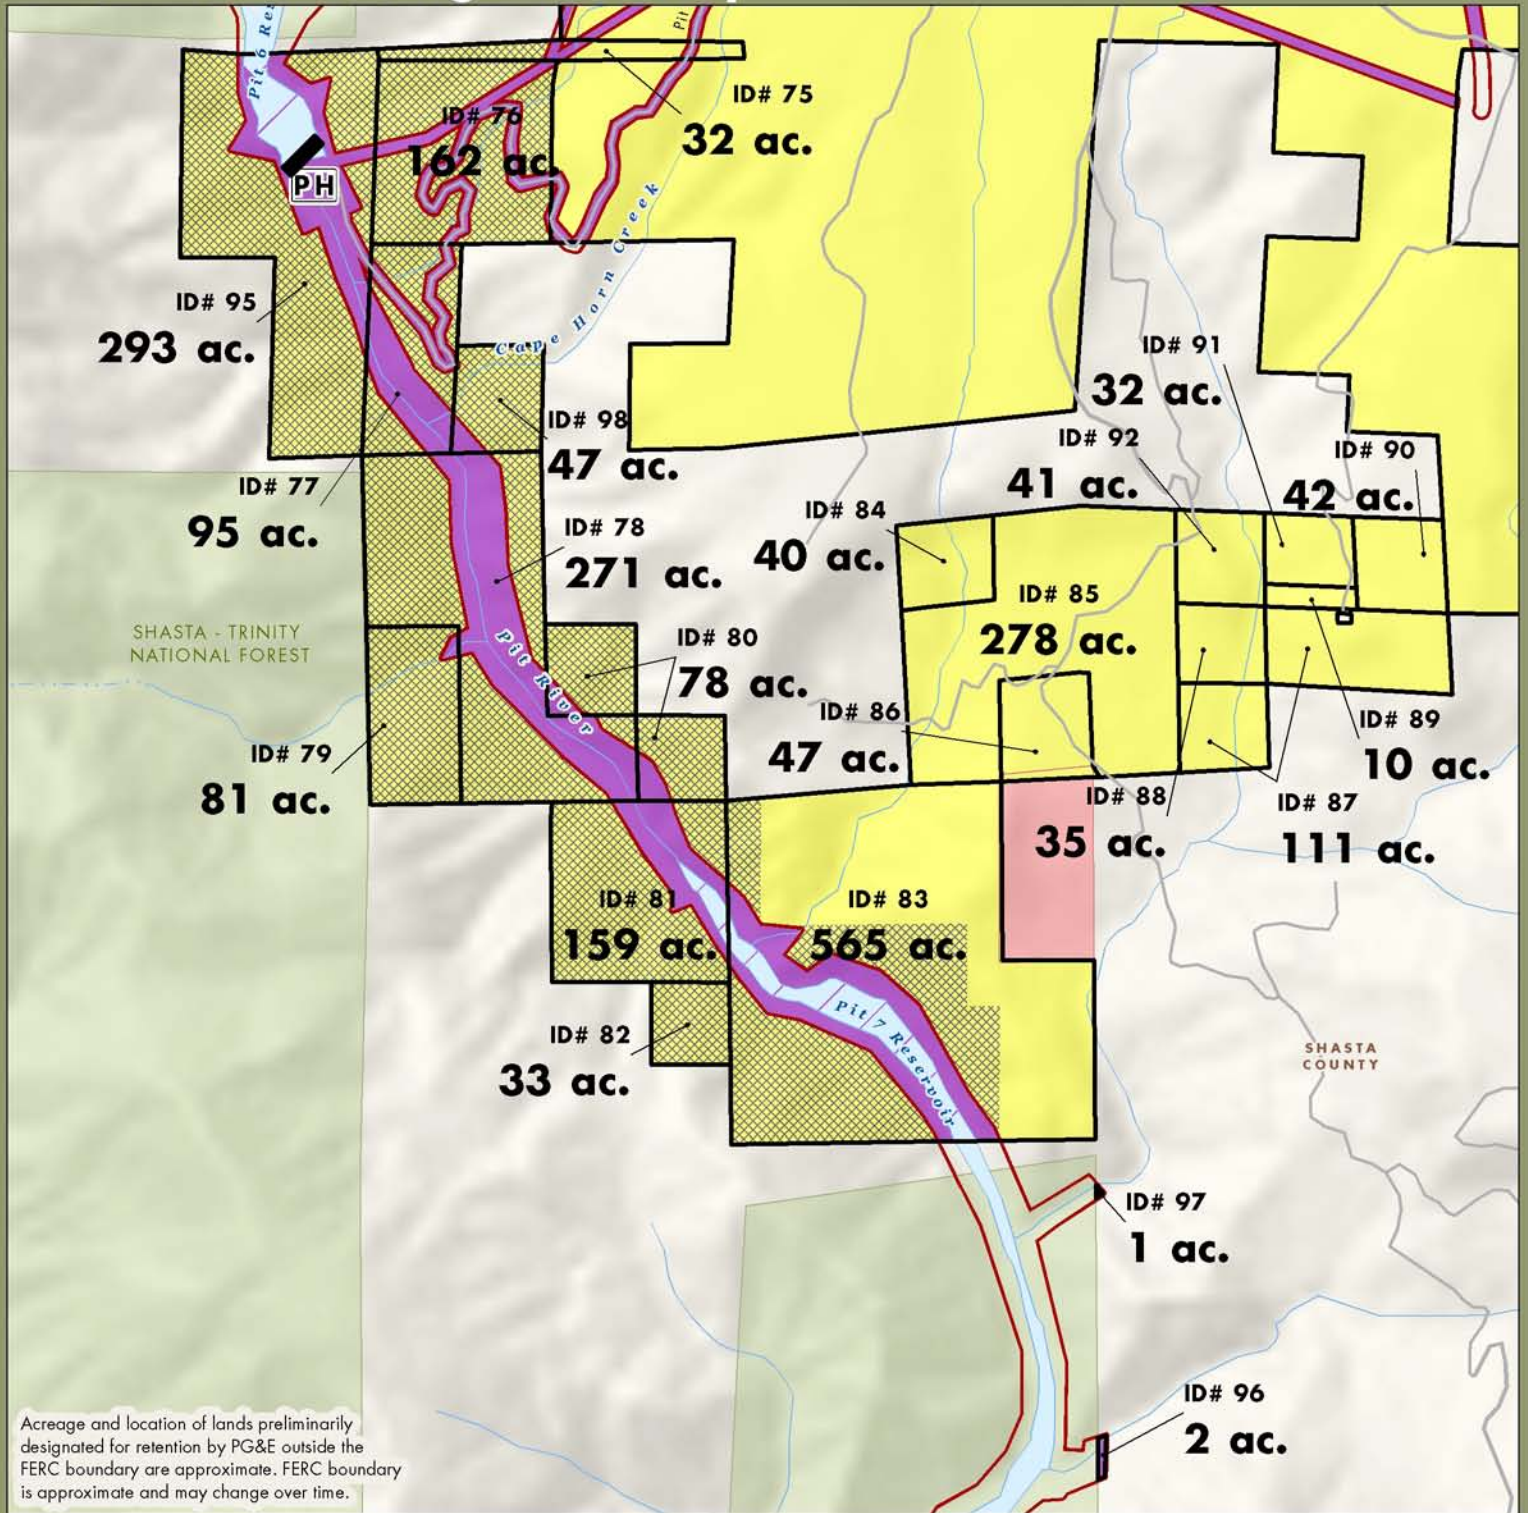 Pit 6 Res
Pit
ID# 75
32 ac.
ID# 76
162 ac.
PH
Cape Horn Creek
ID# 95
293 ac.
ID# 91
32 ac.
ID# 98
47 ac.
ID# 92
41 ac.
ID# 90
42 ac.
ID# 77
95 ac.
ID# 84
40 ac.
ID# 78
271 ac.
ID# 85
278 ac.
SHASTA - TRINITY
NATIONAL FOREST
Pit River
ID# 80
78 ac.
ID# 86
47 ac.
ID# 89
10 ac.
ID# 79
81 ac.
ID# 88
35 ac.
ID# 87
111 ac.
ID# 81
159 ac.
ID# 83
565 ac.
Pit 7 Reservoir
ID# 82
33 ac.
SHASTA
COUNTY
ID# 97
1 ac.
ID# 96
2 ac.
Acreage and location of lands preliminarily
designated for retention by PG&E outside the
FERC boundary are approximate. FERC boundary
is approximate and may change over time.